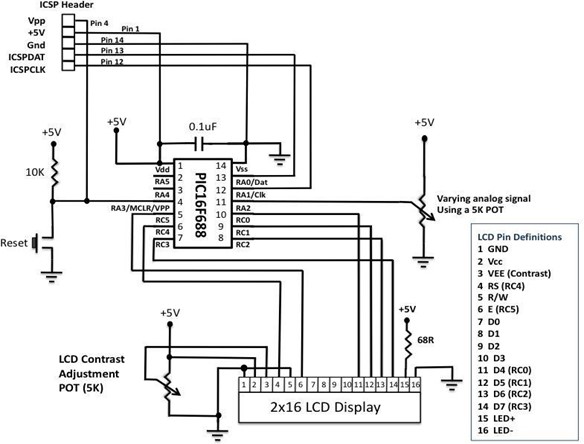 ICSP Header
Vpp
+5V
Gnd
ICSPDAT
ICSPCLK
Pin 4
Pin 1
Pin 14
Pin 13
Pin 12
+5V
0.1uF
+5V
+5V
10K
Reset
PIC16F688
1
2
3
4
5
6
7
14
13
12
11
10
9
8
Vdd
RA5
RA4
RA3/MCLR/VPP
RC5
RC4
RC3
Vss
RA0/Dat
RA1/Clk
RA2
RC0
RC1
RC2
Varying analog signal
Using a 5K POT
+5V
LCD Contrast
Adjustment
POT (5K)
+5V
68R
1 2 3 4 5 6 7 8 9 10 11 12 13 14 15 16
2x16 LCD Display
LCD Pin Definitions
1 GND
2 Vcc
3 VEE (Contrast)
4 RS (RC4)
5 R/W
6 E (RC5)
7 D0
8 D1
9 D2
10 D3
11 D4 (RC0)
12 D5 (RC1)
13 D6 (RC2)
14 D7 (RC3)
15 LED+
16 LED-